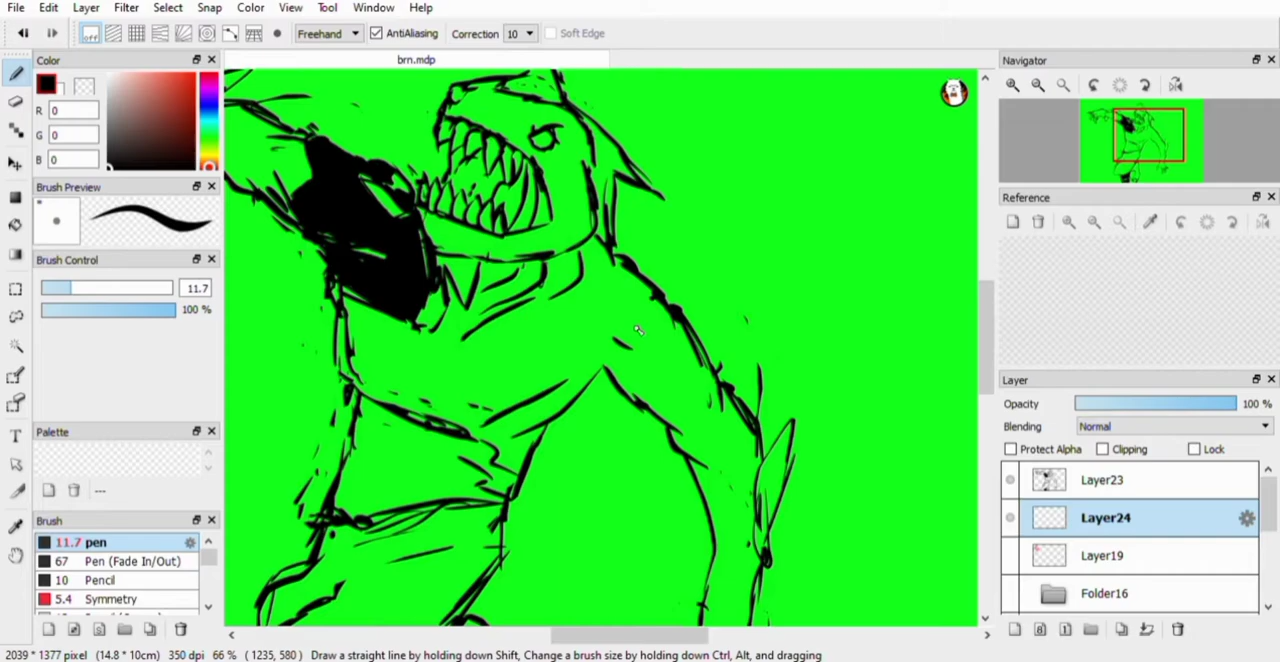 File Edit Layer Filter Select Snap Color View Tool Window Help
off Freehand AntiAliasing Correction 10 Soft Edge
Color
R 0
G 0
B 0
Brush Preview
Brush Control
11.7
100 %
Palette
---
Brush
11.7 pen
67 Pen (Fade In/Out)
10 Pencil
5.4 Symmetry
brn.mdp
Navigator
Reference
Layer
Opacity 100 %
Blending Normal
Protect Alpha Clipping Lock
Layer23
Layer24
Layer19
Folder16
2039 * 1377 pixel (14.8 * 10cm) 350 dpi 66 % ( 1235, 580 ) Draw a straight line by holding down Shift, Change a brush size by holding down Ctrl, Alt, and dragging